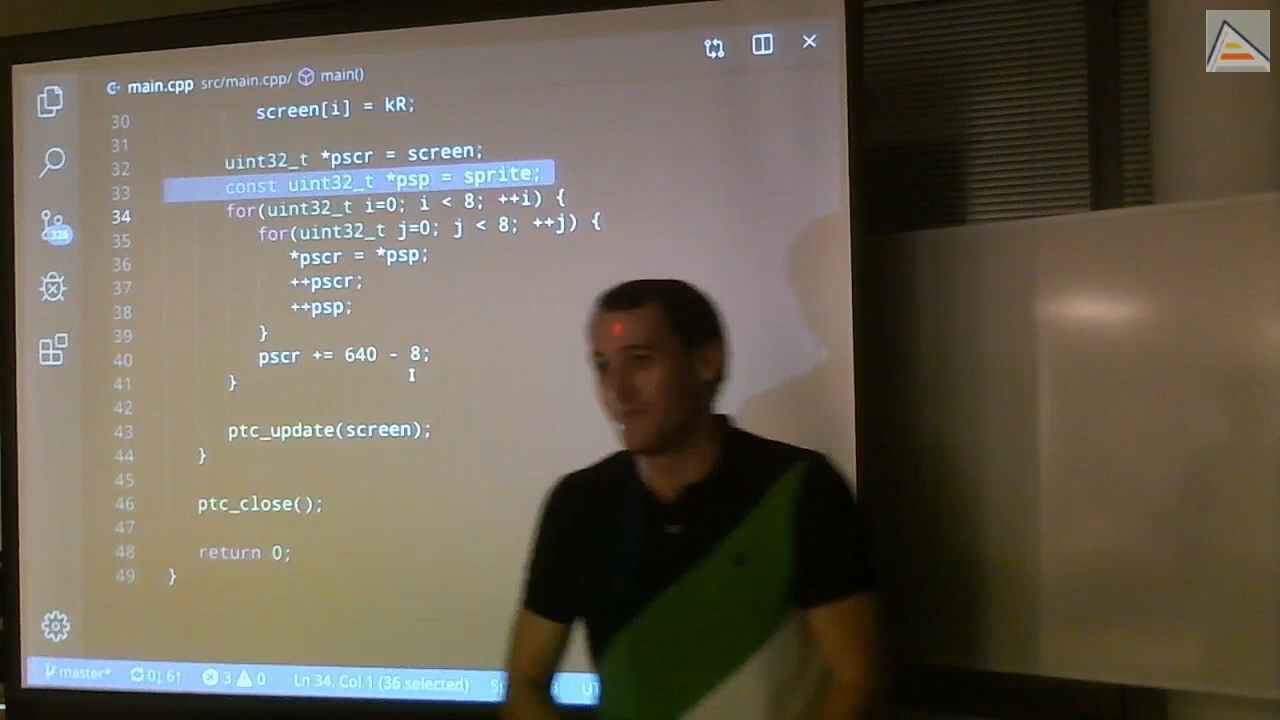 main.cpp src/main.cpp/ main()
30 screen[i] = kR;
31
32 uint32_t *pscr = screen;
33 const uint32_t *psp = sprite;
34 for(uint32_t i=0; i < 8; ++i) {
35 for(uint32_t j=0; j < 8; ++j) {
36 *pscr = *psp;
37 ++pscr;
38 ++psp;
39 }
40 pscr += 640 - 8;
41 }
42
43 ptc_update(screen);
44 }
45
46 ptc_close();
47
48 return 0;
49 }
326
master* 0↓ 6↑ 3 0 Ln 34, Col 1 (36 selected)